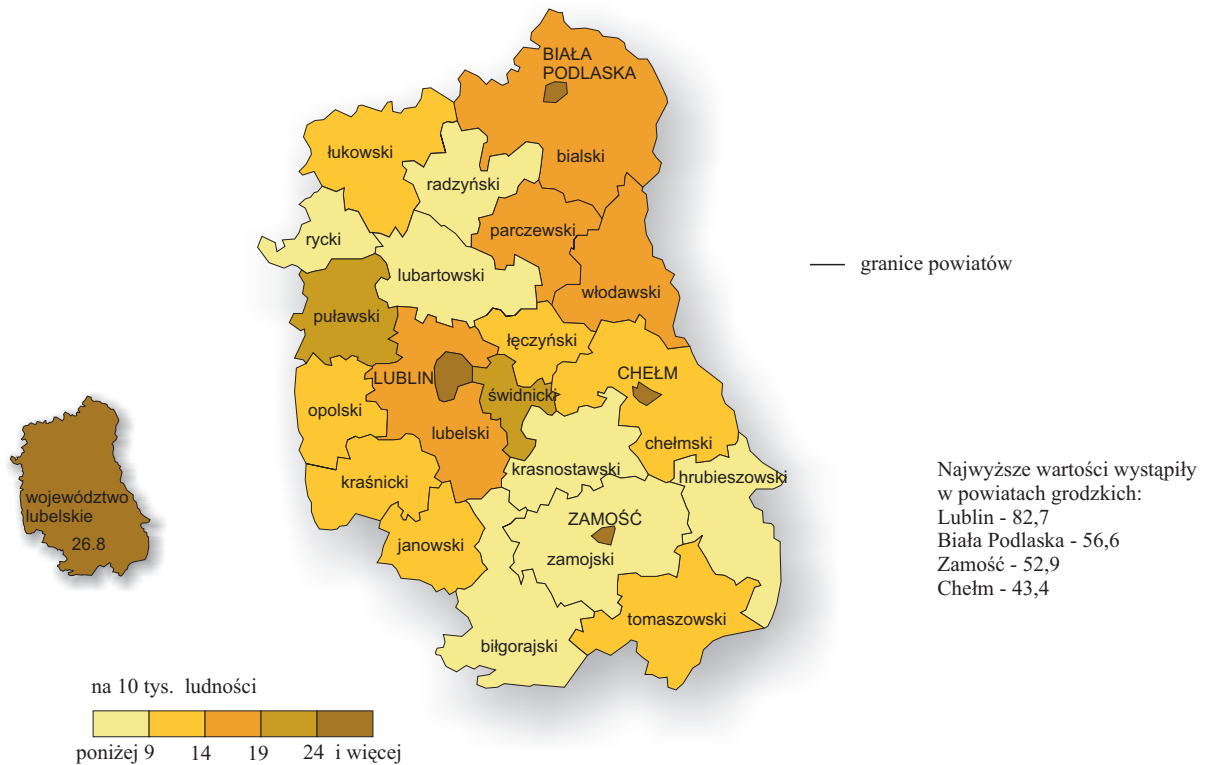 BIAŁA
PODLASKA
łukowski
bialski
radzyński
parczewski
rycki
lubartowski
włodawski
puławski
łęczyński
LUBLIN
świdnicki
CHEŁM
opolski
lubelski
chełmski
krasnostawski
hrubieszowski
kraśnicki
ZAMOŚĆ
janowski
zamojski
tomaszowski
biłgorajski
granice powiatów
województwo
lubelskie
26.8
Najwyższe wartości wystąpiły
w powiatach grodzkich:
Lublin - 82,7
Biała Podlaska - 56,6
Zamość - 52,9
Chełm - 43,4
na 10 tys. ludności
poniżej 9 14 19 24 i więcej